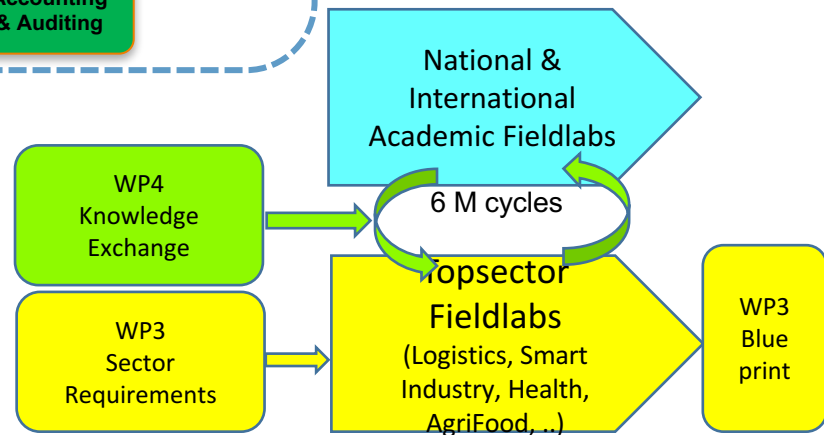 Accounting
& Auditing
National &
International
Academic Fieldlabs
WP4
Knowledge
Exchange
6 M cycles
WP3
Sector
Requirements
Topsector
Fieldlabs
(Logistics, Smart
Industry, Health,
AgriFood, ..)
WP3
Blue
print